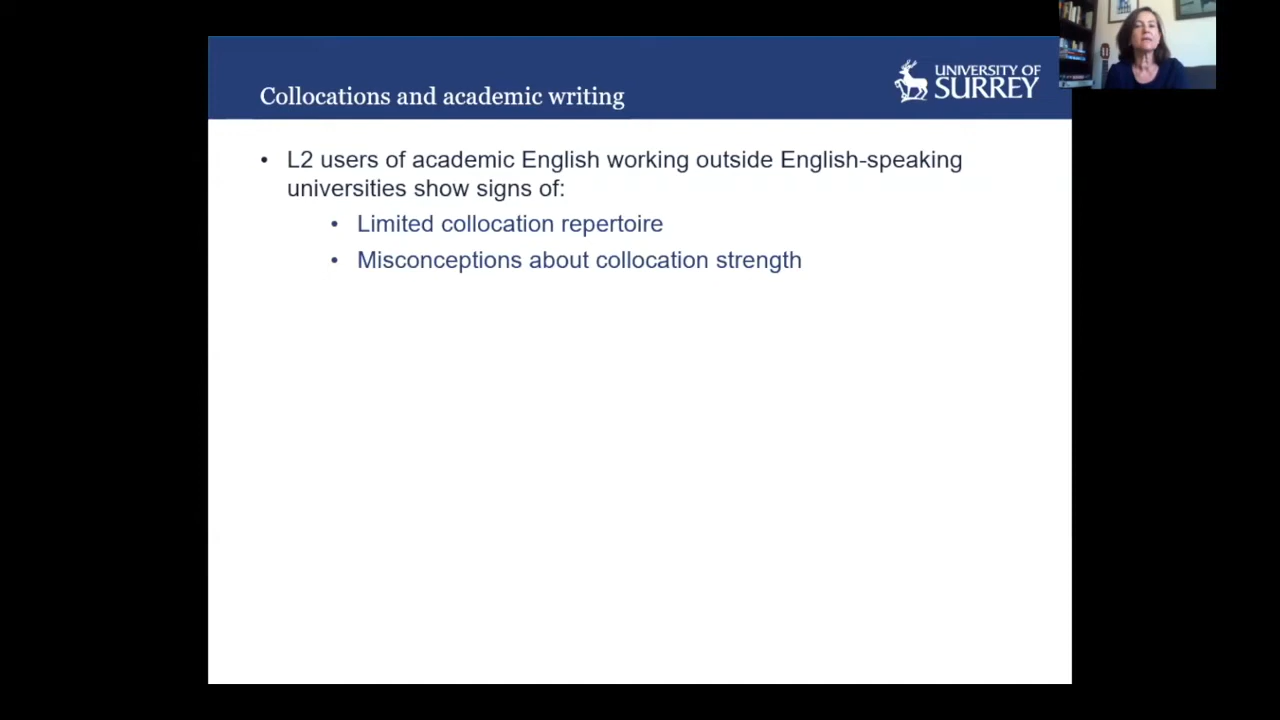 Collocations and academic writing
UNIVERSITY OF
SURREY
• L2 users of academic English working outside English-speaking
universities show signs of:
• Limited collocation repertoire
• Misconceptions about collocation strength